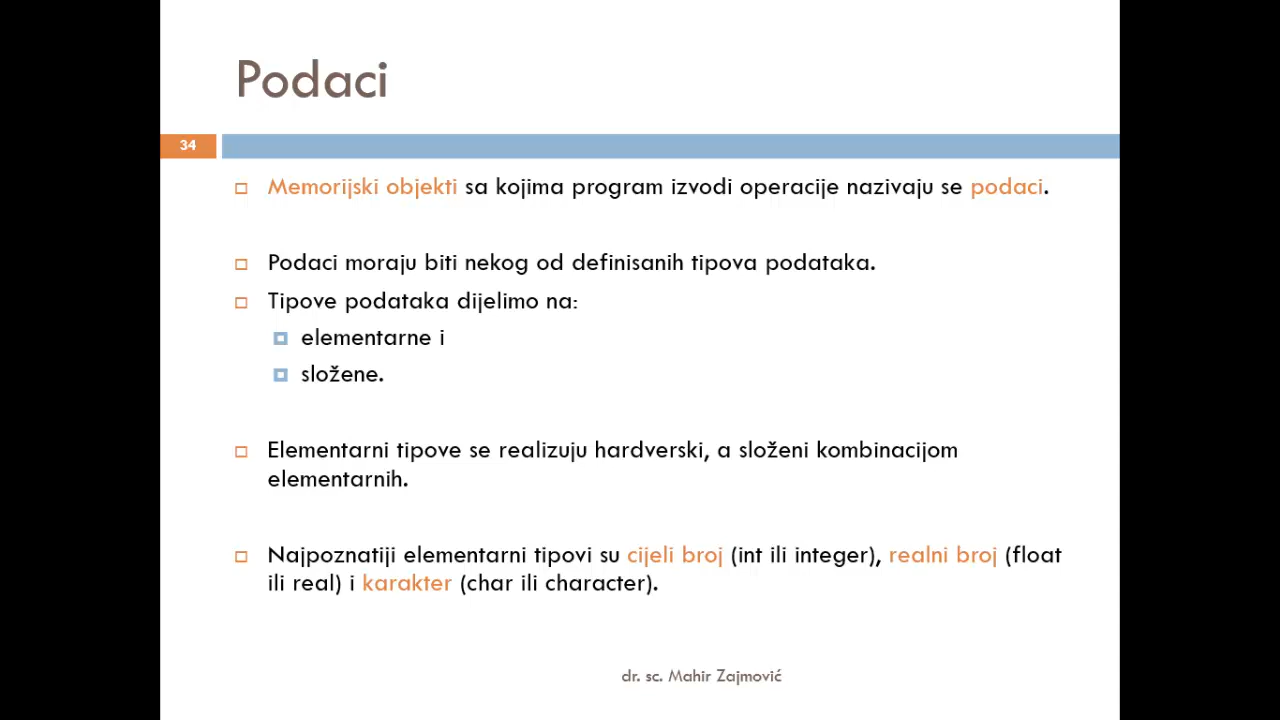 Podaci
34
Memorijski objekti sa kojima program izvodi operacije nazivaju se podaci.
Podaci moraju biti nekog od definisanih tipova podataka.
Tipove podataka dijelimo na:
elementarne i
složene.
Elementarni tipove se realizuju hardverski, a složeni kombinacijom
elementarnih.
Najpoznatiji elementarni tipovi su cijeli broj (int ili integer), realni broj (float
ili real) i karakter (char ili character).
dr. sc. Mahir Zajmović